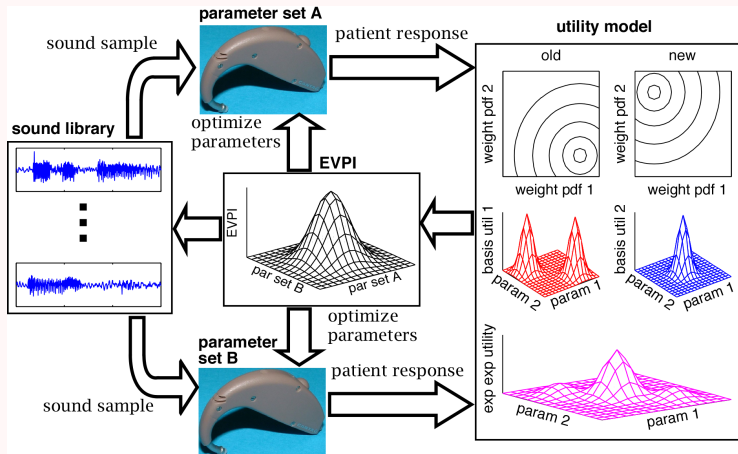 parameter set A
sound sample
patient response
utility model
old
new
weight pdf 2
weight pdf 2
weight pdf 1
weight pdf 1
sound library
optimize
parameters
EVPI
EVPI
par set B
par set A
basis util 1
param 2
param 1
basis util 2
param 2
param 1
optimize
parameters
parameter
set B
sound sample
patient response
exp exp utility
param 2
param 1